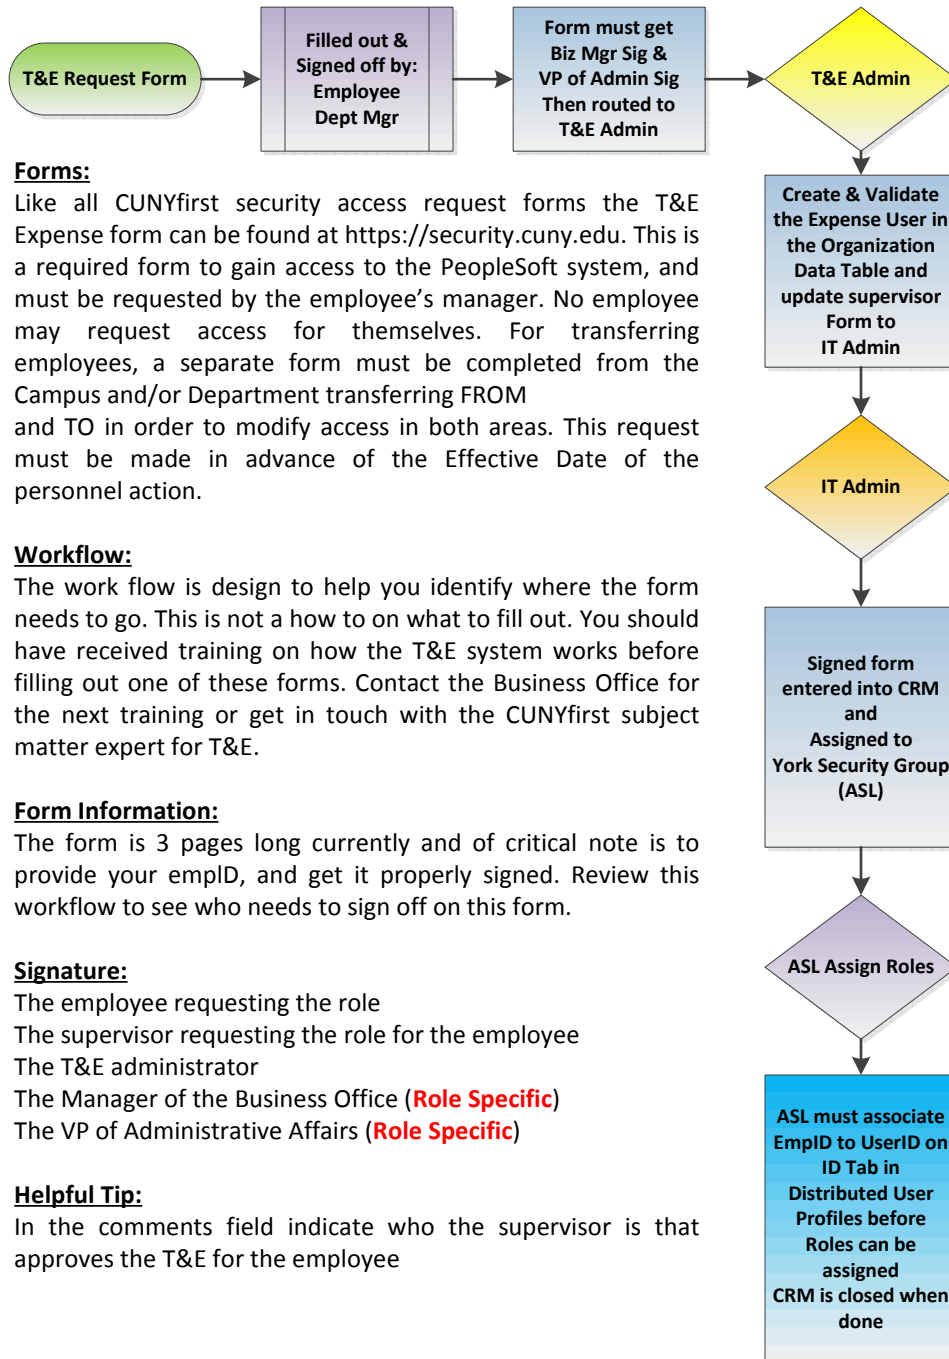 T&E Request Form
Filled out &
Signed off by:
Employee
Dept Mgr
Form must get
Biz Mgr Sig &
VP of Admin Sig
Then routed to
T&E Admin
T&E Admin
Create & Validate
the Expense User in
the Organization
Data Table and
update supervisor
Form to
IT Admin
IT Admin
Signed form
entered into CRM
and
Assigned to
York Security Group
(ASL)
ASL Assign Roles
ASL must associate
EmpID to UserID on
ID Tab in
Distributed User
Profiles before
Roles can be
assigned
CRM is closed when
done
Forms:
Like all CUNYfirst security access request forms the T&E
Expense form can be found at https://security.cuny.edu. This is
a required form to gain access to the PeopleSoft system, and
must be requested by the employee’s manager. No employee
may request access for themselves. For transferring
employees, a separate form must be completed from the
Campus and/or Department transferring FROM
and TO in order to modify access in both areas. This request
must be made in advance of the Effective Date of the
personnel action.
Workflow:
The work flow is design to help you identify where the form
needs to go. This is not a how to on what to fill out. You should
have received training on how the T&E system works before
filling out one of these forms. Contact the Business Office for
the next training or get in touch with the CUNYfirst subject
matter expert for T&E.
Form Information:
The form is 3 pages long currently and of critical note is to
provide your emplD, and get it properly signed. Review this
workflow to see who needs to sign off on this form.
Signature:
The employee requesting the role
The supervisor requesting the role for the employee
The T&E administrator
The Manager of the Business Office (Role Specific)
The VP of Administrative Affairs (Role Specific)
Helpful Tip:
In the comments field indicate who the supervisor is that
approves the T&E for the employee